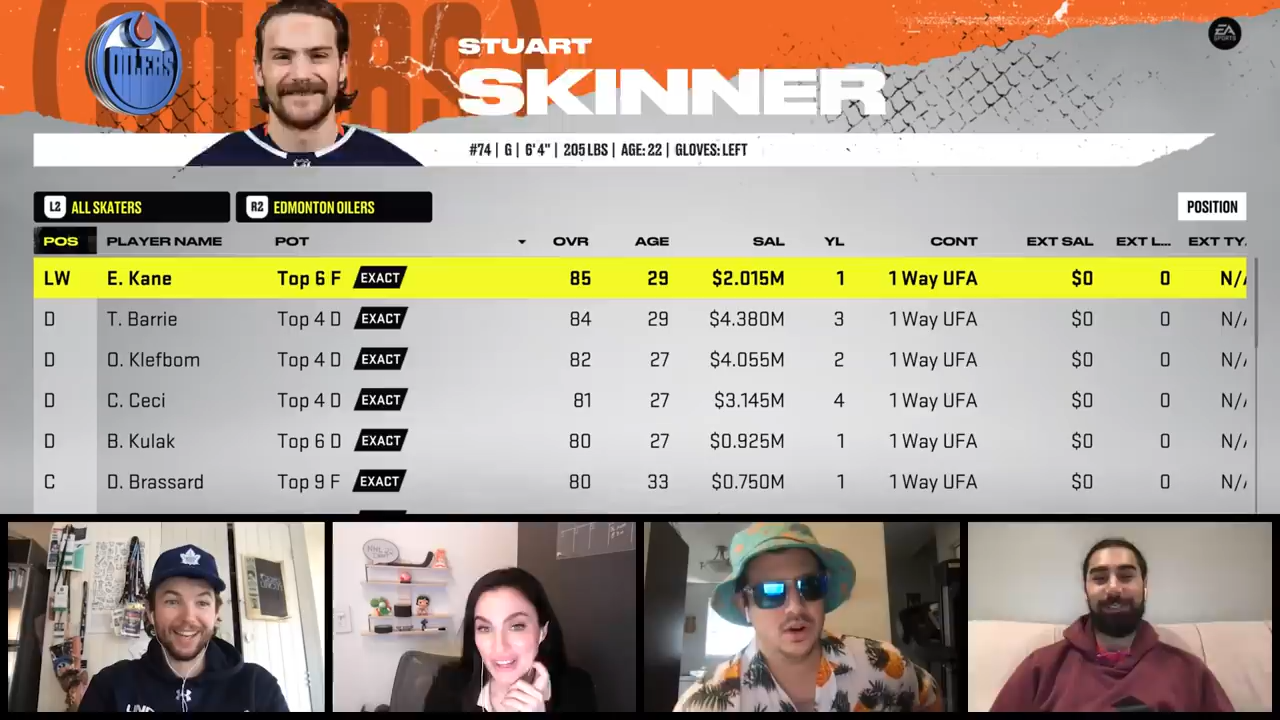 OILERS
OILERS
STUART
SKINNER
EA
SPORTS
#74 | G | 6'4" | 205 LBS | AGE: 22 | GLOVES: LEFT
L2 ALL SKATERS R2 EDMONTON OILERS POSITION
POS PLAYER NAME POT OVR AGE SAL YL CONT EXT SAL EXT L... EXT TY
LW E. Kane Top 6 F EXACT 85 29 $2.015M 1 1 Way UFA $0 0 N/
D T. Barrie Top 4 D EXACT 84 29 $4.380M 3 1 Way UFA $0 0 N/
D O. Klefbom Top 4 D EXACT 82 27 $4.055M 2 1 Way UFA $0 0 N/
D C. Ceci Top 4 D EXACT 81 27 $3.145M 4 1 Way UFA $0 0 N/
D B. Kulak Top 6 D EXACT 80 27 $0.925M 1 1 Way UFA $0 0 N/
C D. Brassard Top 9 F EXACT 80 33 $0.750M 1 1 Way UFA $0 0 N/
NHL